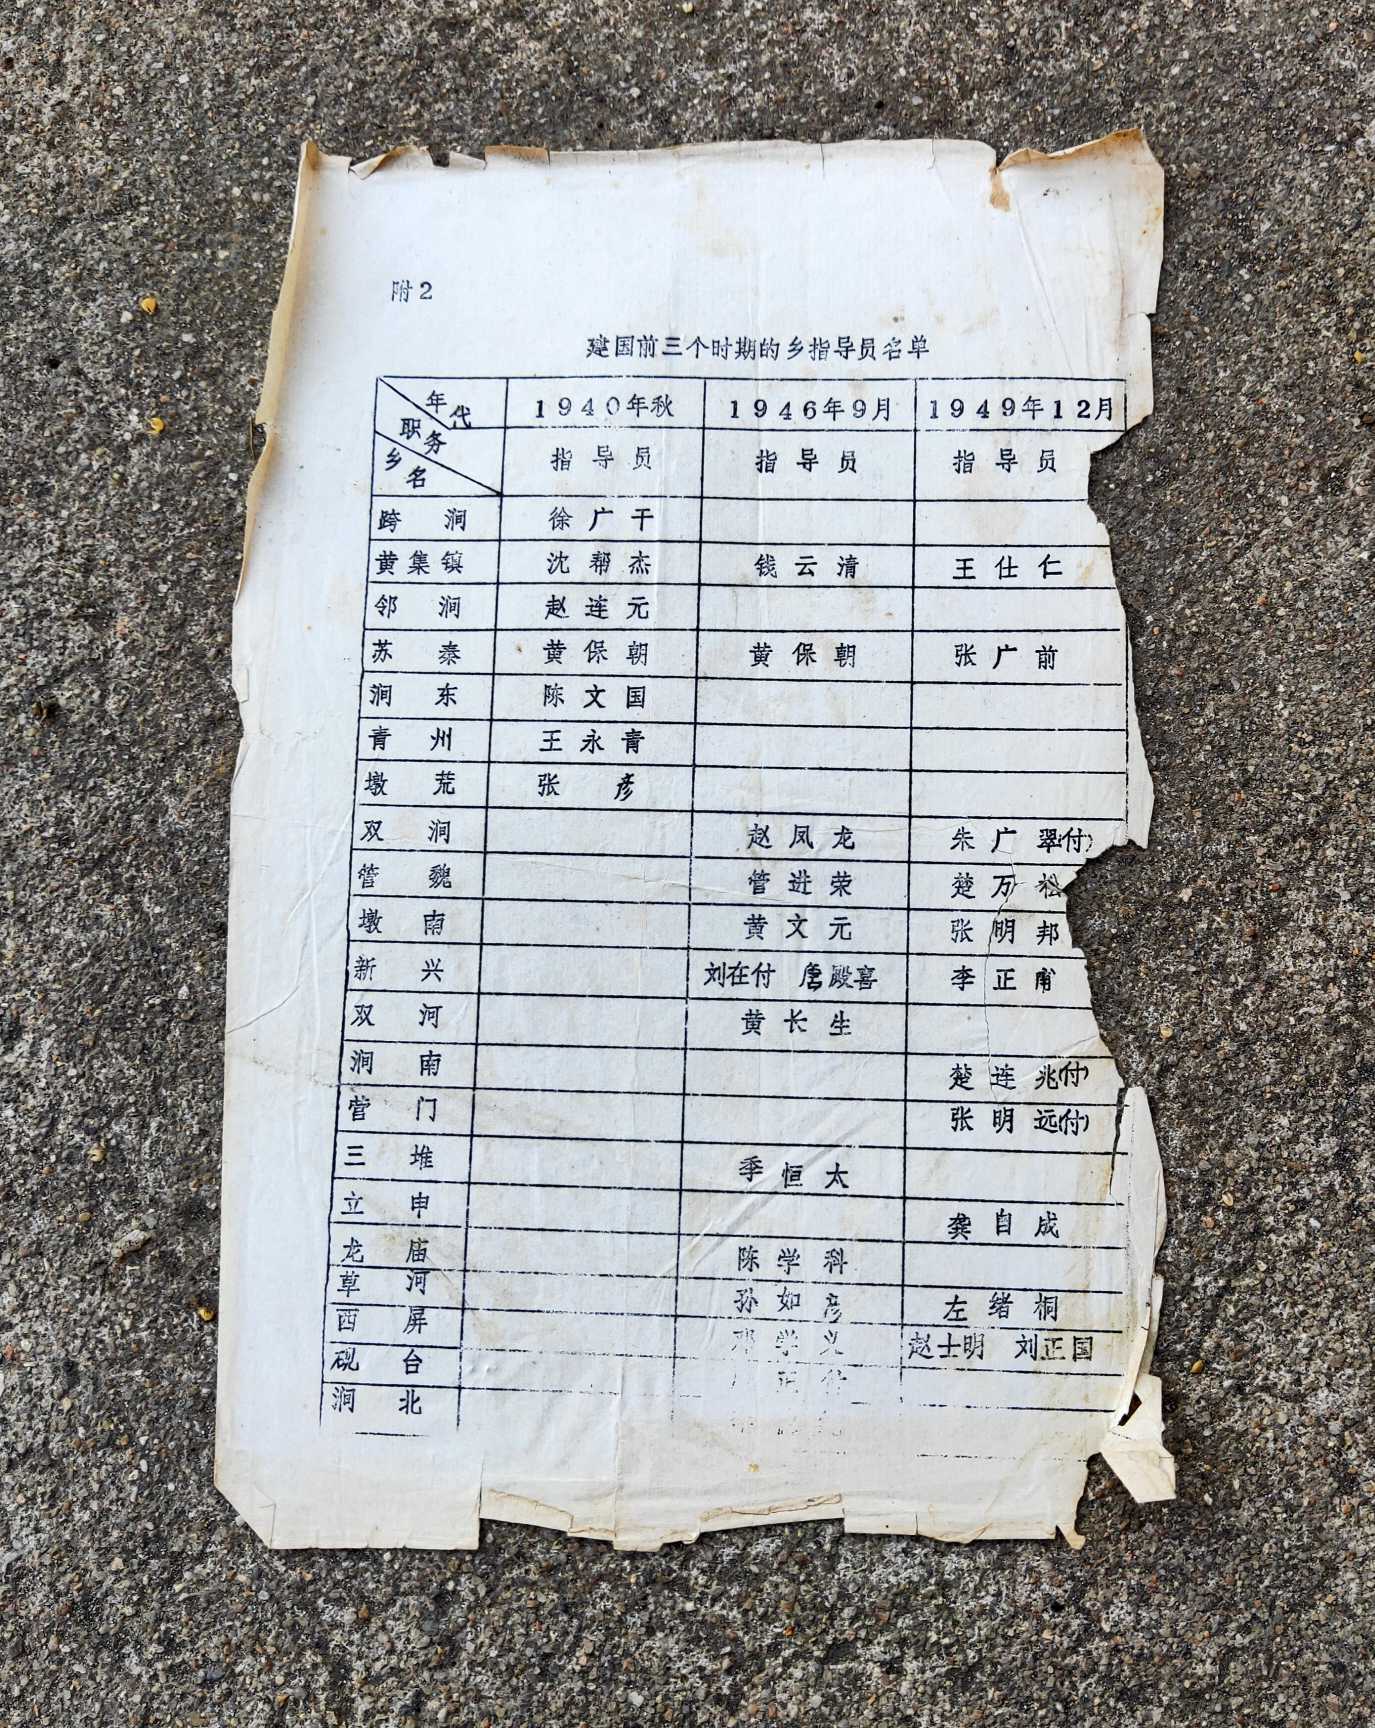 附2
建国前三个时期的乡指导员名单
年代 1940年秋 1946年9月 1949年12月
职务
乡名 指导员 指导员 指导员
跨涧 徐广干
黄集镇 沈帮杰 钱云清 王仕仁
邻涧 赵连元
苏泰 黄保朝 黄保朝 张广前
涧东 陈文国
青州 王永青
墩荒 张彦
双涧 赵凤龙 朱广翠(付)
管魏 管进荣 楚万松
墩南 黄文元 张明邦
新兴 刘在付 唐殿喜 李正甫
双河 黄长生
涧南 楚连兆(付)
营门 张明远(付)
三堆 季恒太
立申 龚自成
龙庙 陈学科
草河 孙如彦 左绪桐
西屏 学义 赵士明 刘正国
砚台
涧北